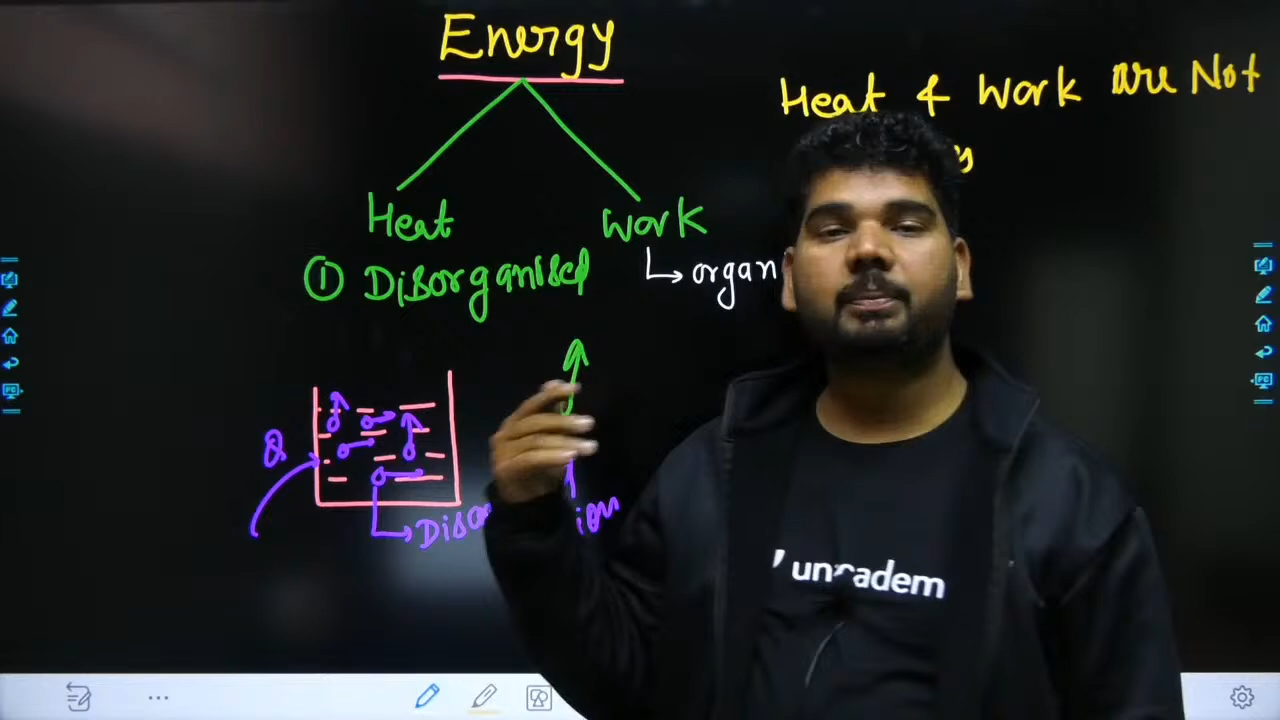 Energy
Heat & Work are Not
Heat
Work
① Disorganised
organ
Q
unacadem